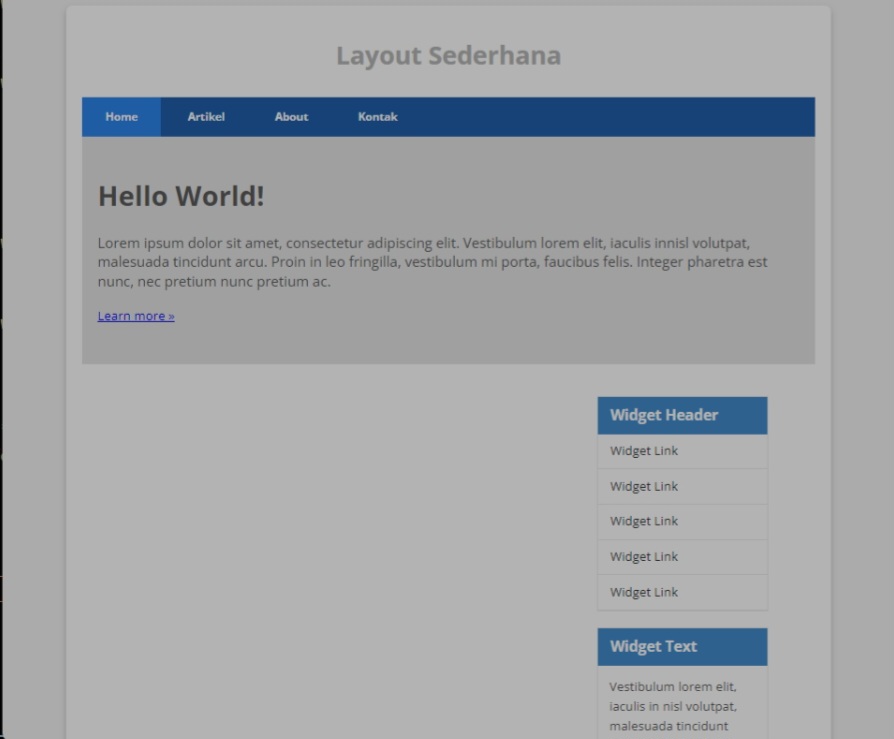 Layout Sederhana
Home Artikel About Kontak
Hello World!
Lorem ipsum dolor sit amet, consectetur adipiscing elit. Vestibulum lorem elit, iaculis innisl volutpat,
malesuada tincidunt arcu. Proin in leo fringilla, vestibulum mi porta, faucibus felis. Integer pharetra est
nunc, nec pretium nunc pretium ac.
Learn more »
Widget Header
Widget Link
Widget Link
Widget Link
Widget Link
Widget Link
Widget Text
Vestibulum lorem elit,
iaculis in nisl volutpat,
malesuada tincidunt